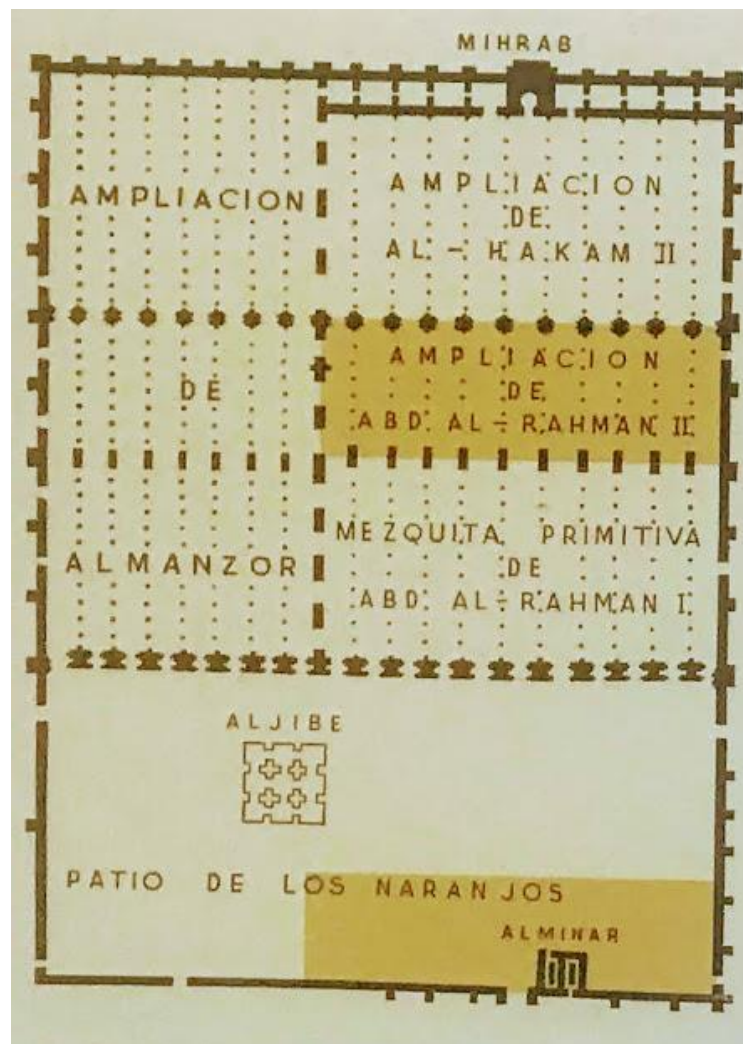 MIHRAB
AMPLIACION
DE
ALMANZOR
AMPLIACION
DE
AL-HAKAM II
AMPLIACION
DE
ABD AL-RAHMAN II
MEZQUITA PRIMITIVA
DE
ABD AL-RAHMAN I
ALJIBE
PATIO DE LOS NARANJOS
ALMINAR